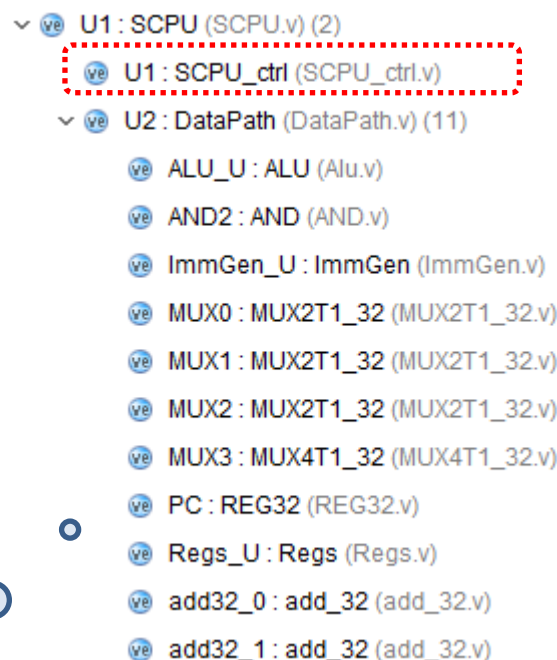 U1 : SCPU (SCPU.v) (2)
U1 : SCPU_ctrl (SCPU_ctrl.v)
U2 : DataPath (DataPath.v) (11)
ALU_U : ALU (Alu.v)
AND2 : AND (AND.v)
ImmGen_U : ImmGen (ImmGen.v)
MUX0 : MUX2T1_32 (MUX2T1_32.v)
MUX1 : MUX2T1_32 (MUX2T1_32.v)
MUX2 : MUX2T1_32 (MUX2T1_32.v)
MUX3 : MUX4T1_32 (MUX4T1_32.v)
PC : REG32 (REG32.v)
Regs_U : Regs (Regs.v)
add32_0 : add_32 (add_32.v)
add32_1 : add_32 (add_32.v)